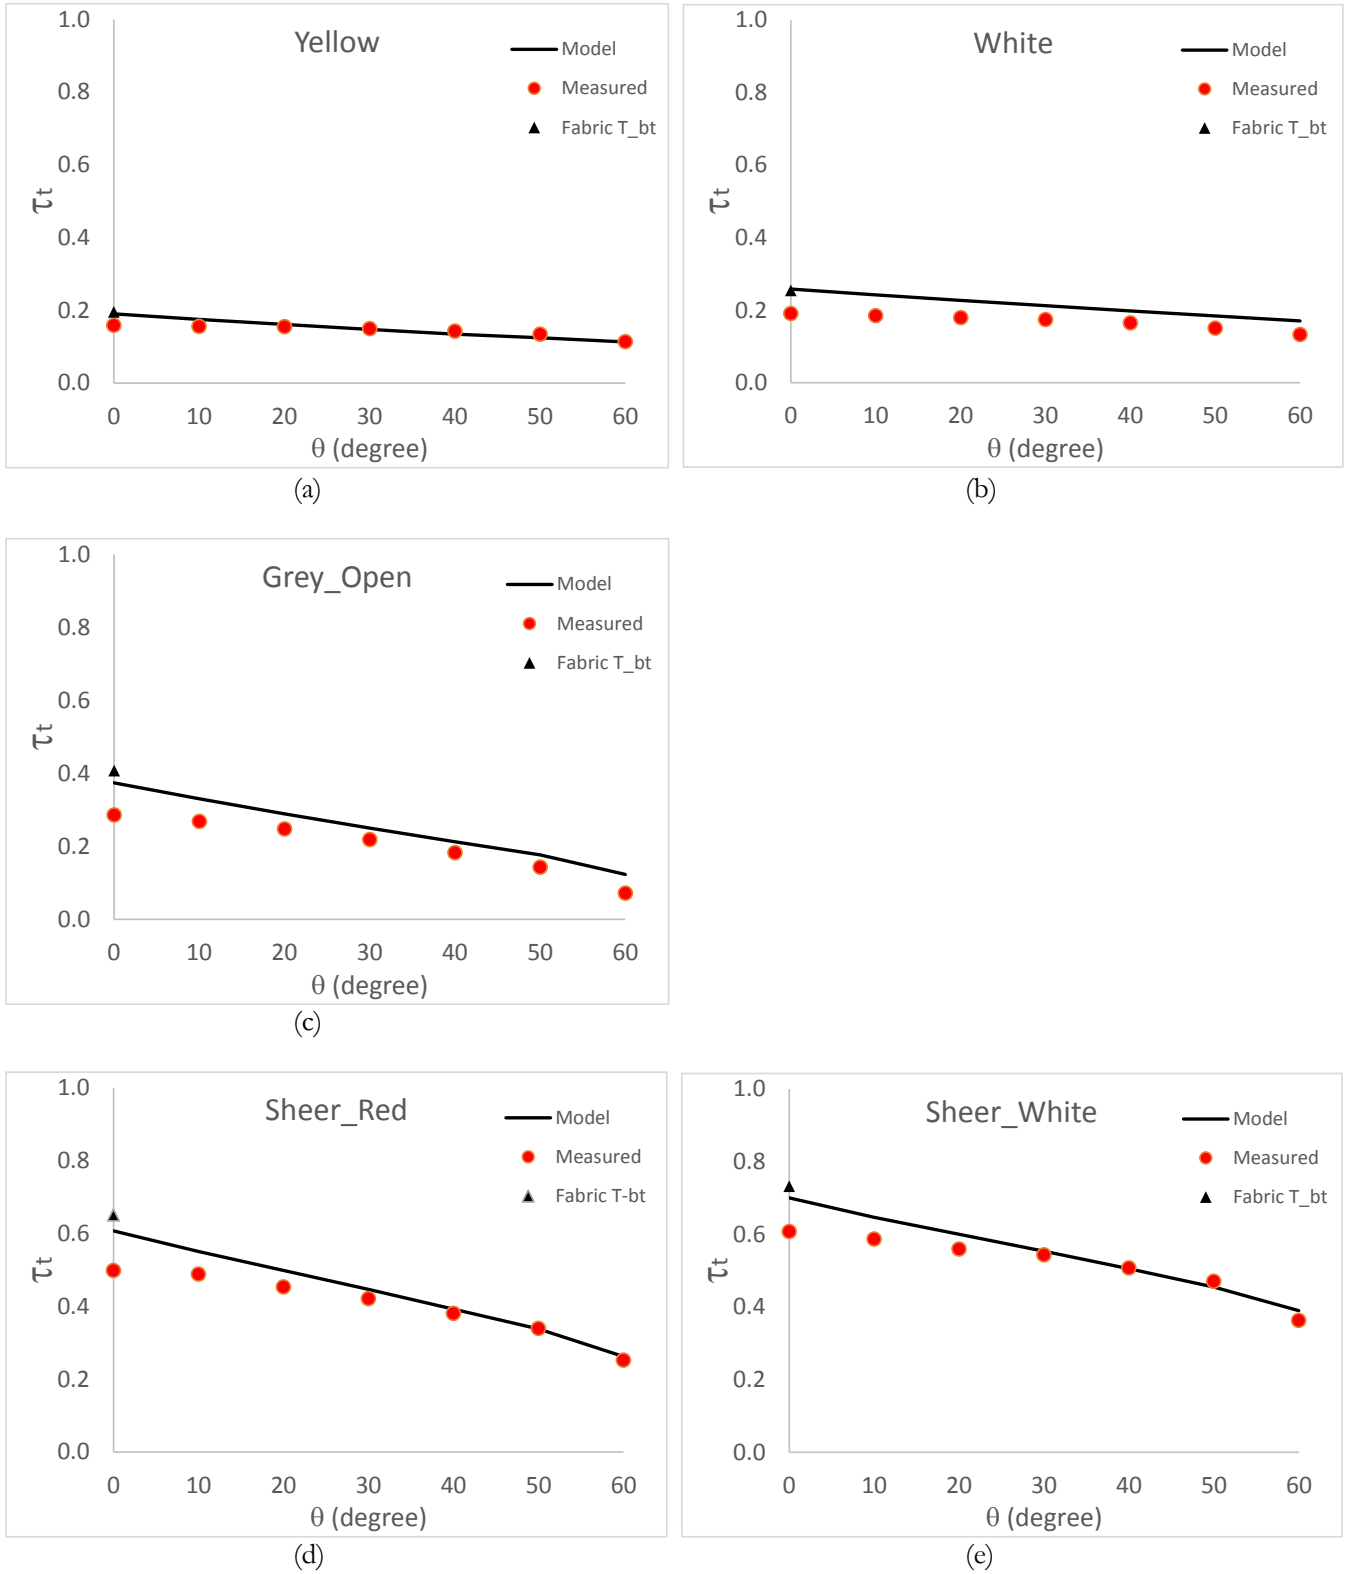 Yellow
Model
Measured
Fabric T_bt
1.0
0.8
0.6
0.4
0.2
0.0
τt
0 10 20 30 40 50 60
θ (degree)
(a)
White
Model
Measured
Fabric T_bt
1.0
0.8
0.6
0.4
0.2
0.0
τt
0 10 20 30 40 50 60
θ (degree)
(b)
Grey_Open
Model
Measured
Fabric T_bt
1.0
0.8
0.6
0.4
0.2
0.0
τt
0 10 20 30 40 50 60
θ (degree)
(c)
Sheer_Red
Model
Measured
Fabric T-bt
1.0
0.8
0.6
0.4
0.2
0.0
τt
0 10 20 30 40 50 60
θ (degree)
(d)
Sheer_White
Model
Measured
Fabric T_bt
1.0
0.8
0.6
0.4
0.2
0.0
τt
0 10 20 30 40 50 60
θ (degree)
(e)